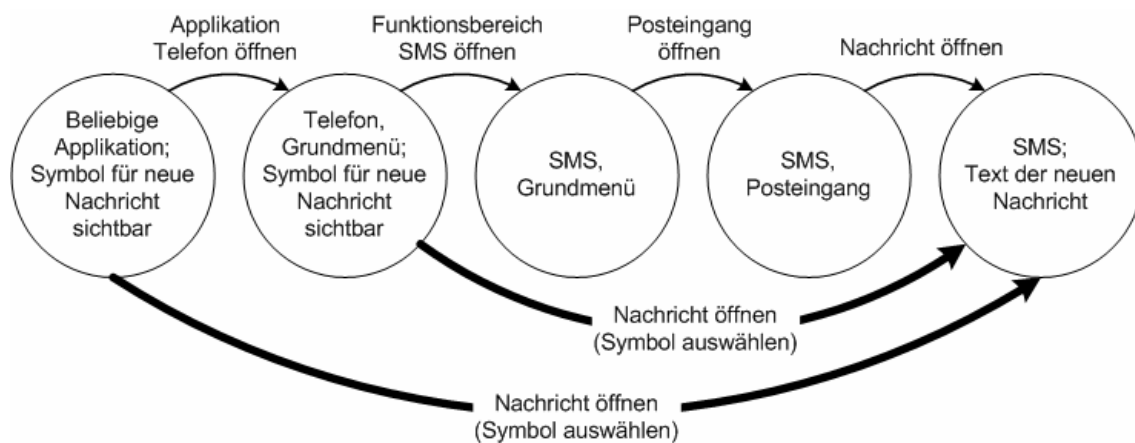 Applikation
Telefon öffnen
Funktionsbereich
SMS öffnen
Posteingang
öffnen
Nachricht öffnen
Beliebige
Applikation;
Symbol für neue
Nachricht
sichtbar
Telefon,
Grundmenü;
Symbol für neue
Nachricht
sichtbar
SMS,
Grundmenü
SMS,
Posteingang
SMS;
Text der neuen
Nachricht
Nachricht öffnen
(Symbol auswählen)
Nachricht öffnen
(Symbol auswählen)